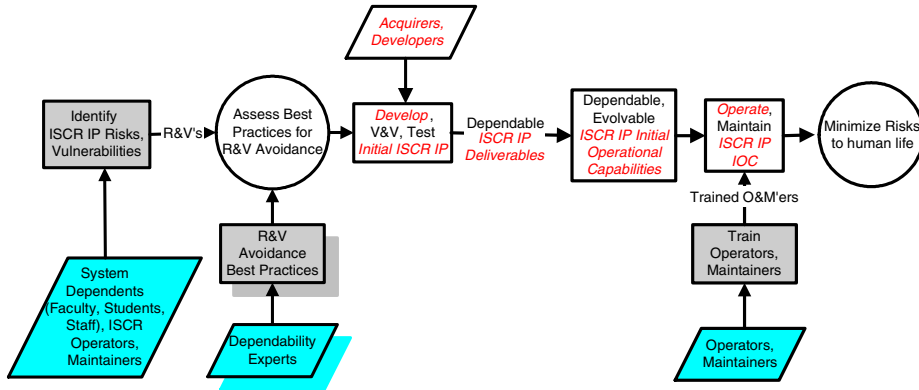 Acquirers,
Developers
Identify
ISCR IP Risks,
Vulnerabilities
R&V's
Assess Best
Practices for
R&V Avoidance
Develop,
V&V, Test
Initial ISCR IP
Dependable
ISCR IP
Deliverables
Dependable,
Evolvable
ISCR IP Initial
Operational
Capabilities
Operate,
Maintain
ISCR IP
IOC
Minimize Risks
to human life
Trained O&M'ers
R&V
Avoidance
Best Practices
Train
Operators,
Maintainers
System
Dependents
(Faculty, Students,
Staff), ISCR
Operators,
Maintainers
Dependability
Experts
Operators,
Maintainers